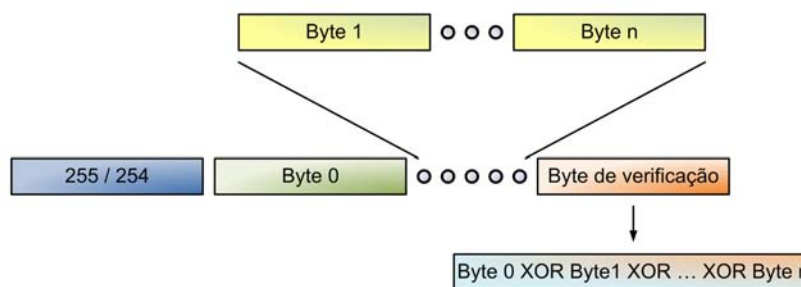 Byte 1
Byte n
255 / 254
Byte 0
Byte de verificação
Byte 0 XOR Byte1 XOR ... XOR Byte n